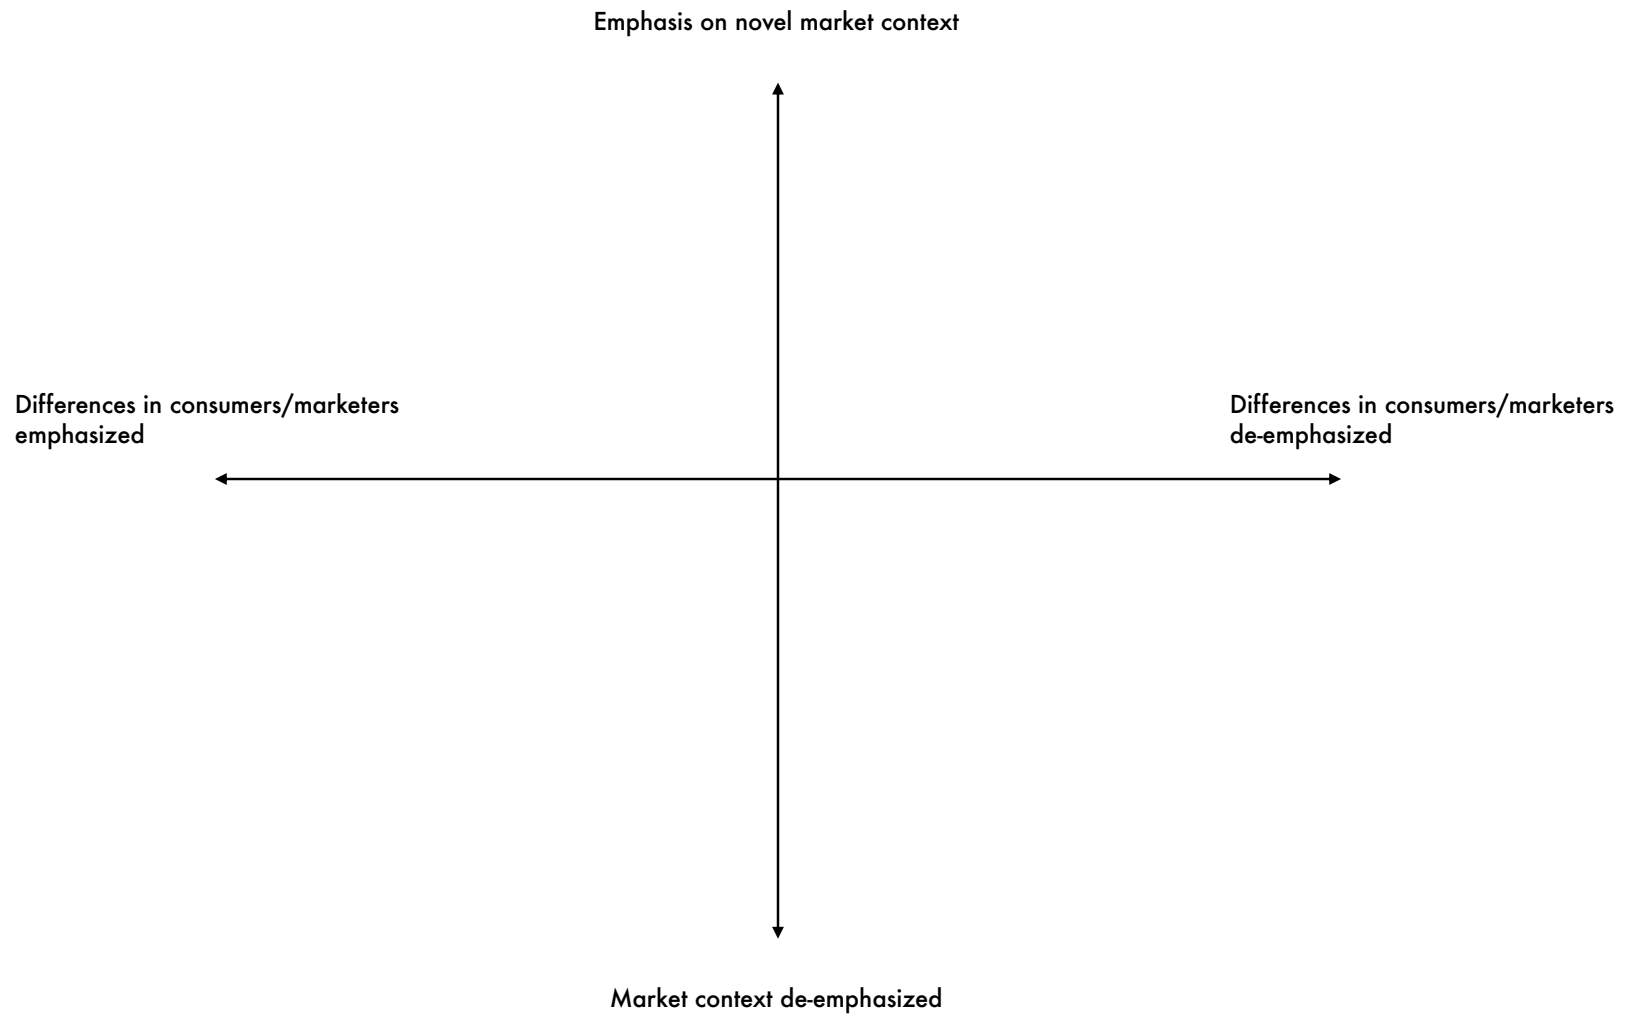 Emphasis on novel market context
Differences in consumers/marketers
emphasized
Differences in consumers/marketers
de-emphasized
Market context de-emphasized